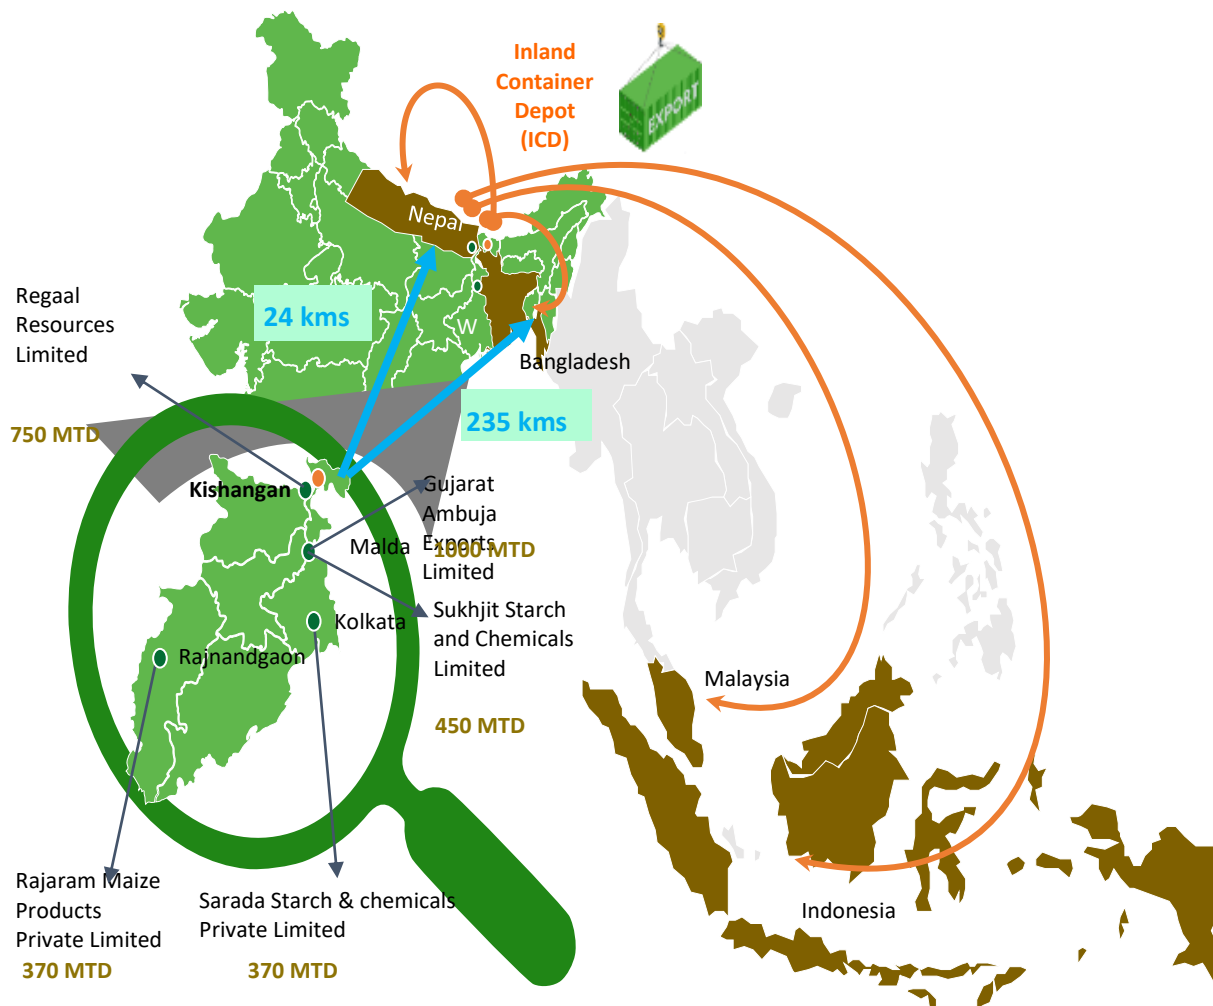 Inland
Container
Depot
(ICD)
EXPORT
Nepal
Regaal
Resources
Limited
24 kms
W
Bangladesh
750 MTD
235 kms
Kishangan
Gujarat
Ambuja
Exports
Limited
Malda
1000 MTD
Sukhjit Starch
and Chemicals
Limited
Kolkata
Rajnandgaon
450 MTD
Malaysia
Rajaram Maize
Products
Private Limited
370 MTD
Sarada Starch & chemicals
Private Limited
370 MTD
Indonesia